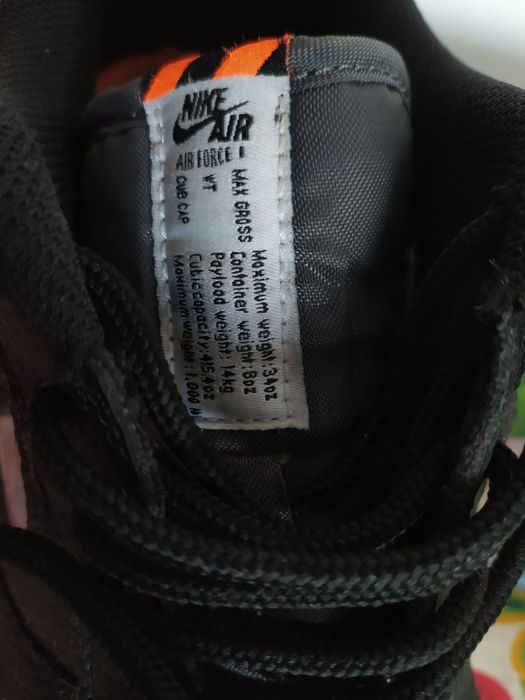 NIKE
AIR
AIR FORCE 1
MAX GROSS
WT
CUB CAP
Maximum weight:34oz
Container weight:8oz
Payload weight:14kg
Cubic capacity:415,4oz
Maximum weight:1,000 N